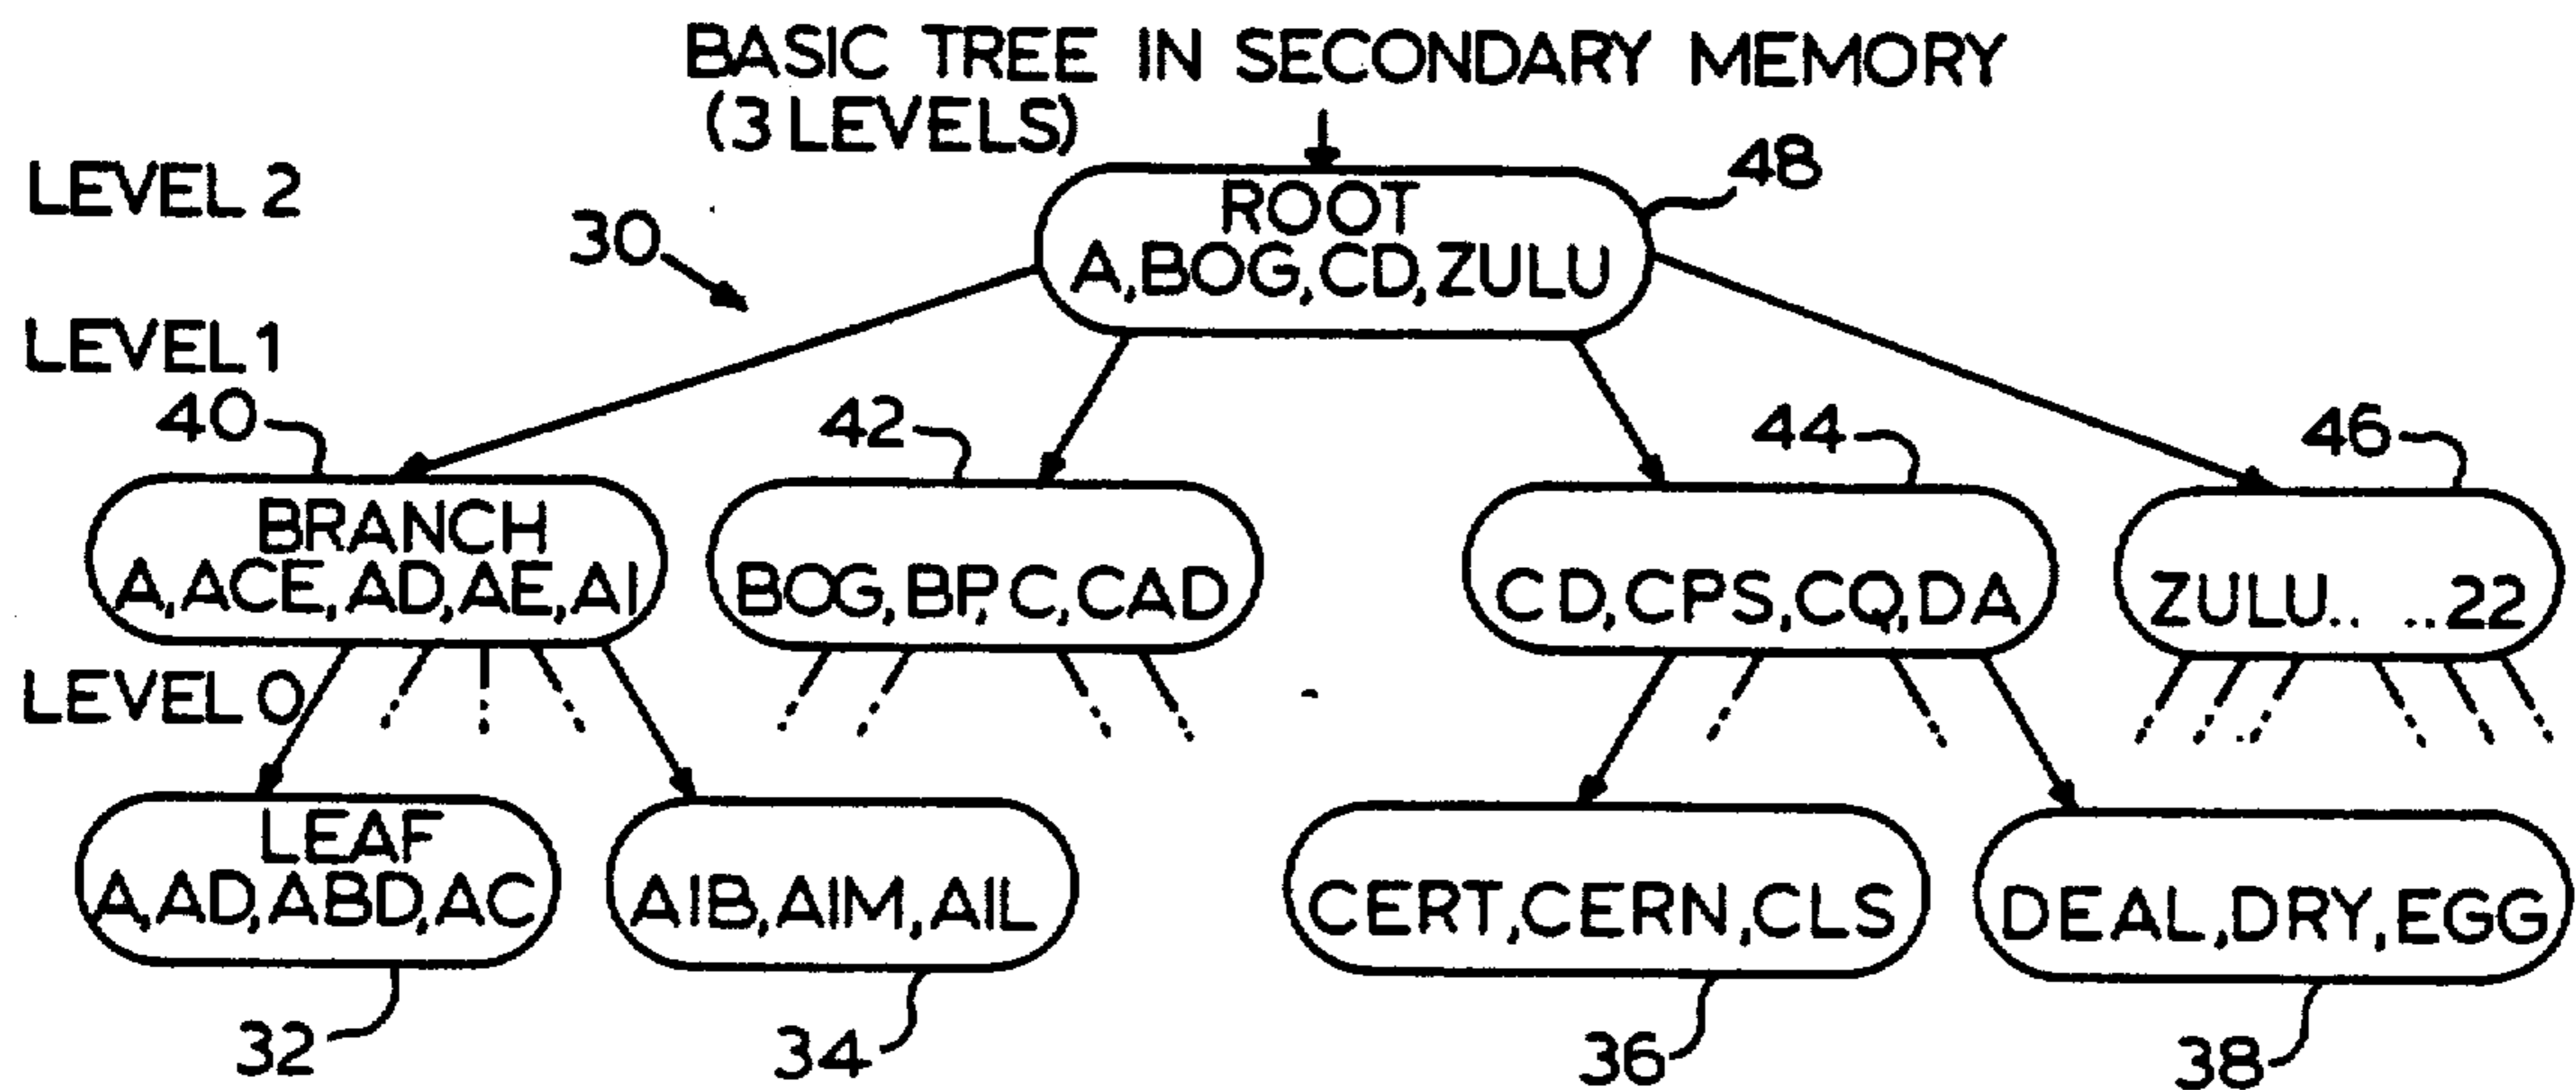 BASIC TREE IN SECONDARY MEMORY
(3 LEVELS)
LEVEL 2
48
ROOT
30
A,BOG,CD,ZULU
LEVEL 1
40
42
44
46
BRANCH
A,ACE,AD,AE,AI
BOG,BP,C,CAD
CD,CPS,CQ,DA
ZULU.. ..22
LEVEL 0
LEAF
A,AD,ABD,AC
AIB,AIM,AIL
CERT,CERN,CLS
DEAL,DRY,EGG
32
34
36
38